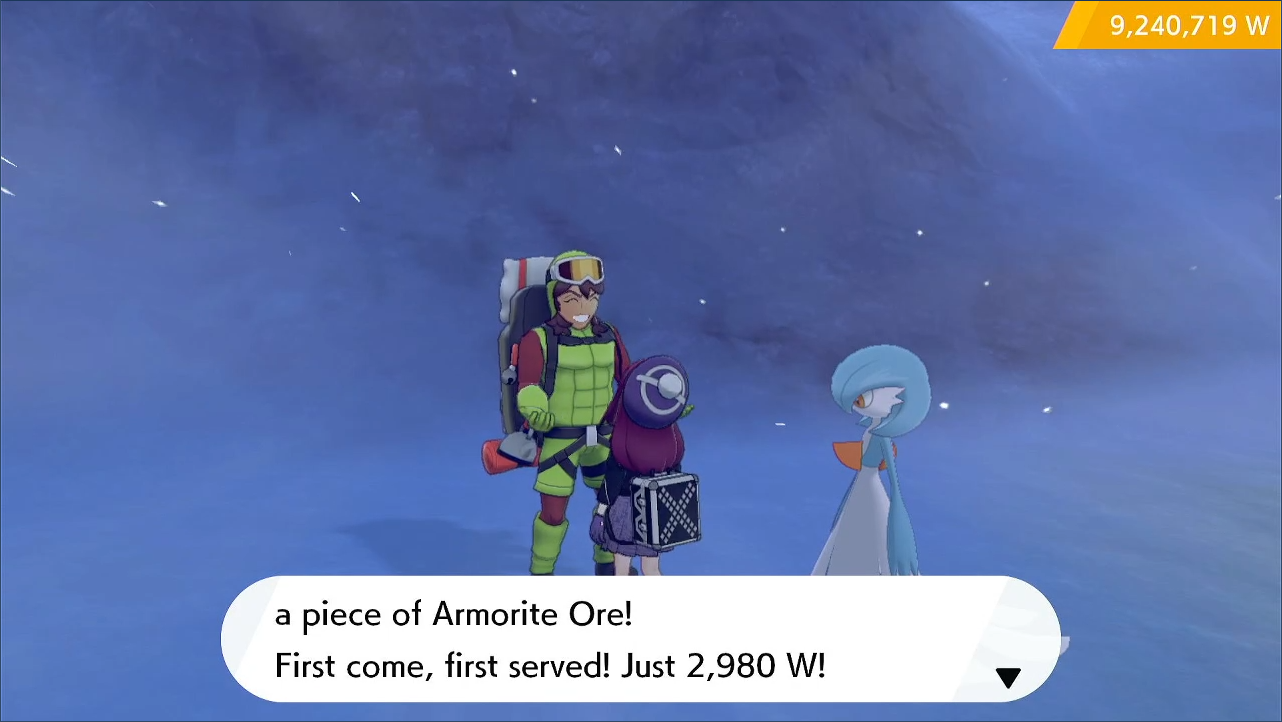 9,240,719 W
a piece of Armorite Ore!
First come, first served! Just 2,980 W!